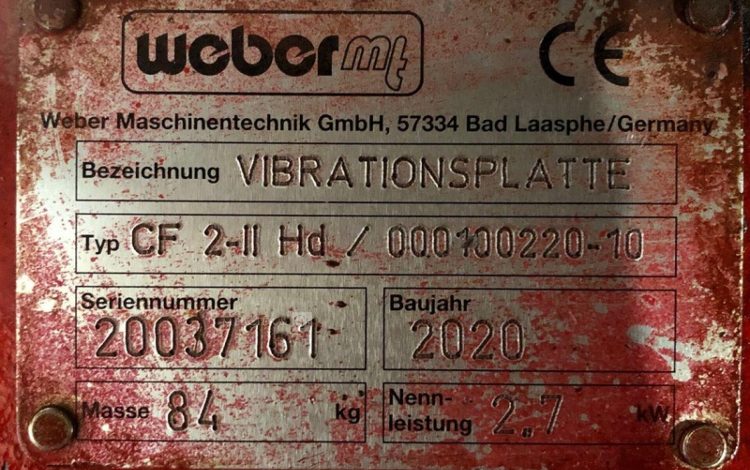 weber mt CE
Weber Maschinentechnik GmbH, 57334 Bad Laasphe/Germany
Bezeichnung VIBRATIONSPLATTE
Typ CF 2-II Hd / 000100220-10
Seriennummer Baujahr
20037161 2020
Masse 84 kg Nenn-
leistung 2,7 kW